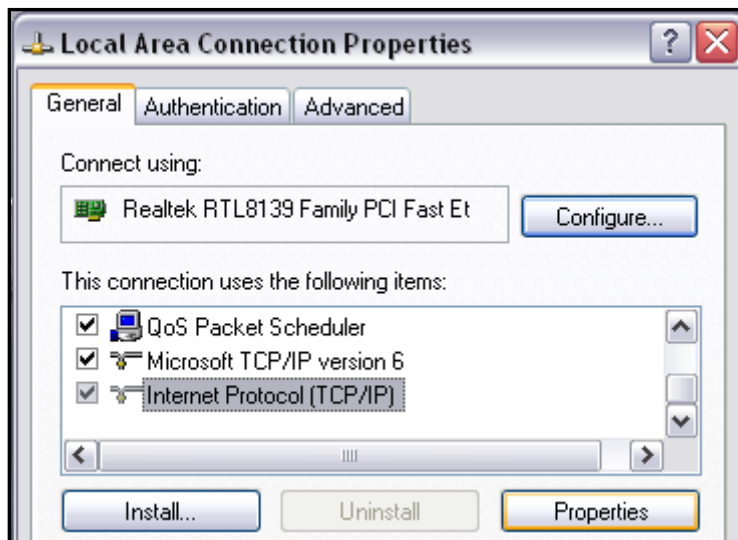 Local Area Connection Properties
General Authentication Advanced
Connect using:
Realtek RTL8139 Family PCI Fast Et Configure...
This connection uses the following items:
QoS Packet Scheduler
Microsoft TCP/IP version 6
Internet Protocol (TCP/IP)
Install... Uninstall Properties